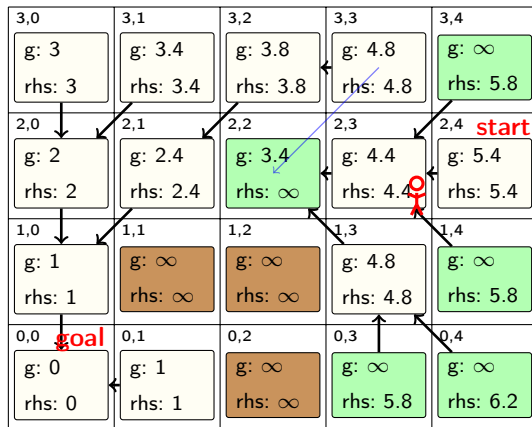 3,0 3,1 3,2 3,3 3,4
g: 3 g: 3.4 g: 3.8 g: 4.8 g: ∞
rhs: 3 rhs: 3.4 rhs: 3.8 rhs: 4.8 rhs: 5.8
2,0 2,1 2,2 2,3 2,4 start
g: 2 g: 2.4 g: 3.4 g: 4.4 g: 5.4
rhs: 2 rhs: 2.4 rhs: ∞ rhs: 4.4 rhs: 5.4
1,0 1,1 1,2 1,3 1,4
g: 1 g: ∞ g: ∞ g: 4.8 g: ∞
rhs: 1 rhs: ∞ rhs: ∞ rhs: 4.8 rhs: 5.8
0,0 goal 0,1 0,2 0,3 0,4
g: 0 g: 1 g: ∞ g: ∞ g: ∞
rhs: 0 rhs: 1 rhs: ∞ rhs: 5.8 rhs: 6.2